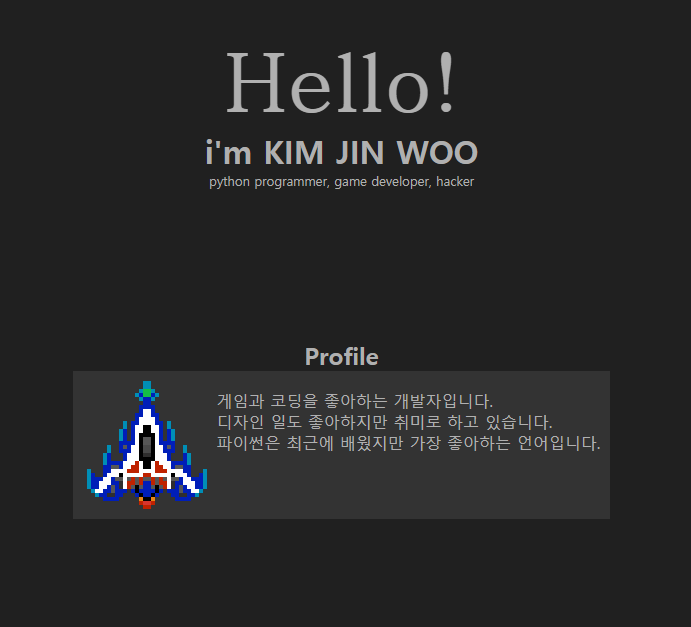 Hello!
i'm KIM JIN WOO
python programmer, game developer, hacker
Profile
게임과 코딩을 좋아하는 개발자입니다.
디자인 일도 좋아하지만 취미로 하고 있습니다.
파이썬은 최근에 배웠지만 가장 좋아하는 언어입니다.